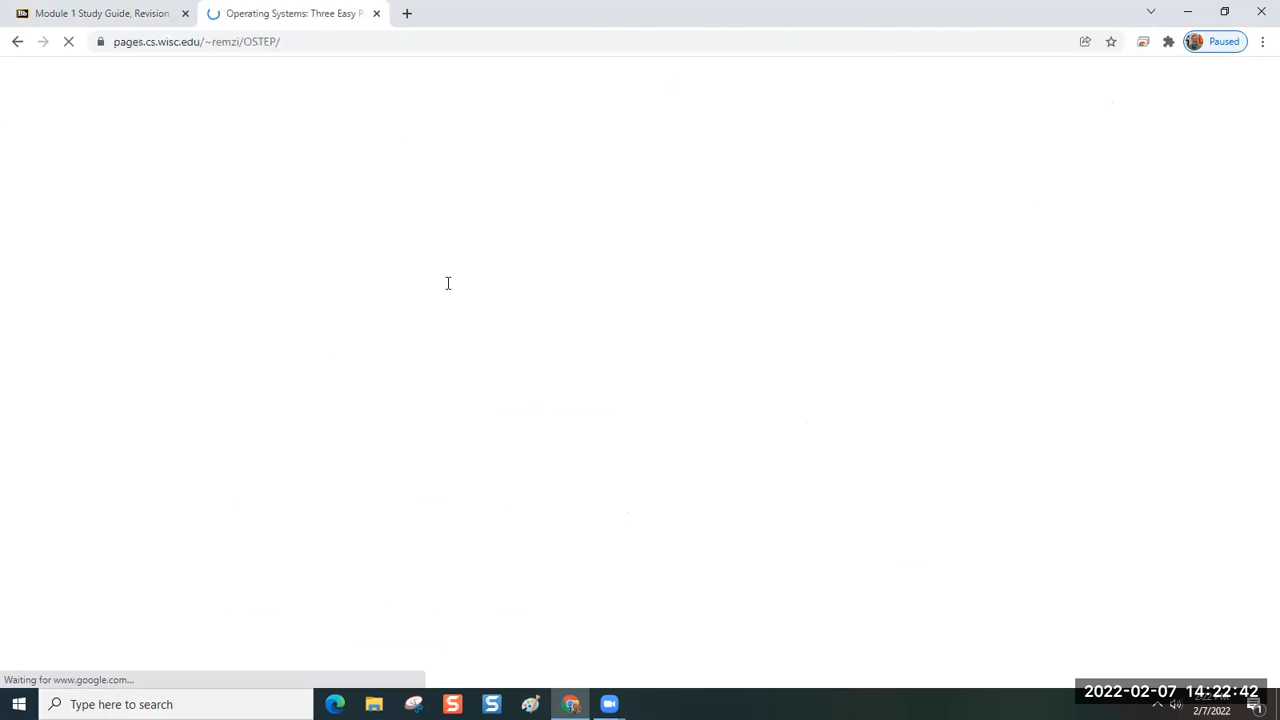 Bb Module 1 Study Guide, Revision
Operating Systems: Three Easy P
pages.cs.wisc.edu/~remzi/OSTEP/
Paused
Waiting for www.google.com...
Type here to search
2022-02-07 14:22:42
2/7/2022